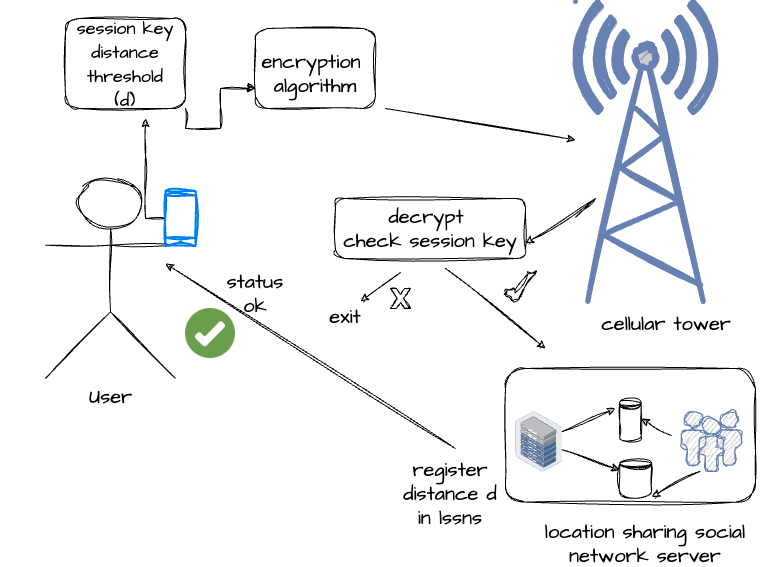 session key
distance
threshold
(d)
encryption
algorithm
decrypt
check session key
status
ok
exit
X
cellular tower
User
register
distance d
in lssns
location sharing social
network server